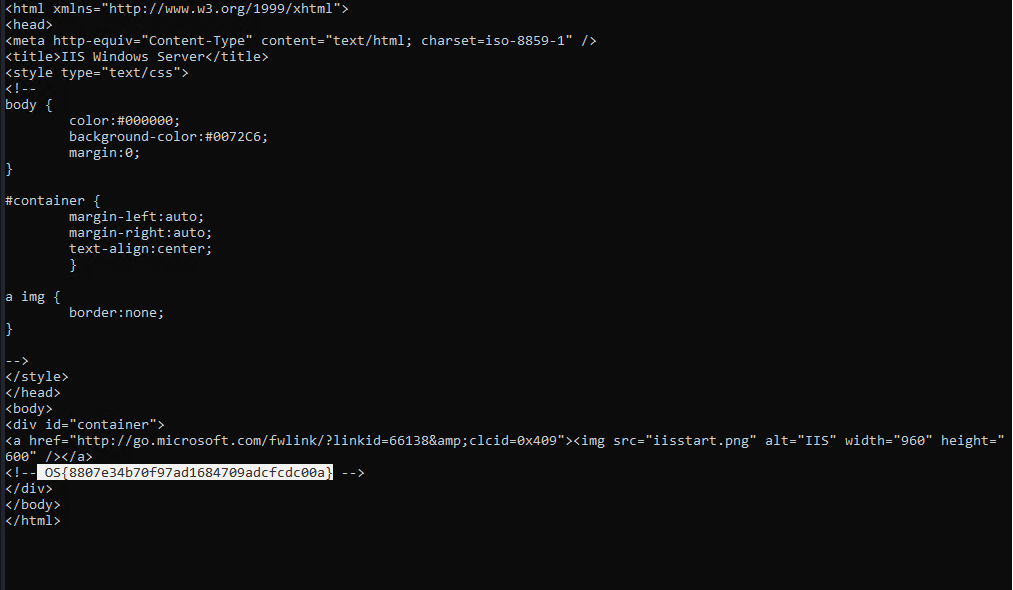 <html xmlns="http://www.w3.org/1999/xhtml">
<head>
<meta http-equiv="Content-Type" content="text/html; charset=iso-8859-1" />
<title>IIS Windows Server</title>
<style type="text/css">
<!--
body {
        color:#000000;
        background-color:#0072C6;
        margin:0;
}

#container {
        margin-left:auto;
        margin-right:auto;
        text-align:center;
        }

a img {
        border:none;
}

-->
</style>
</head>
<body>
<div id="container">
<a href="http://go.microsoft.com/fwlink/?linkid=66138&amp;clcid=0x409"><img src="iisstart.png" alt="IIS" width="960" height="
600" /></a>
<!-- OS{8807e34b70f97ad1684709adcfcdc00a} -->
</div>
</body>
</html>